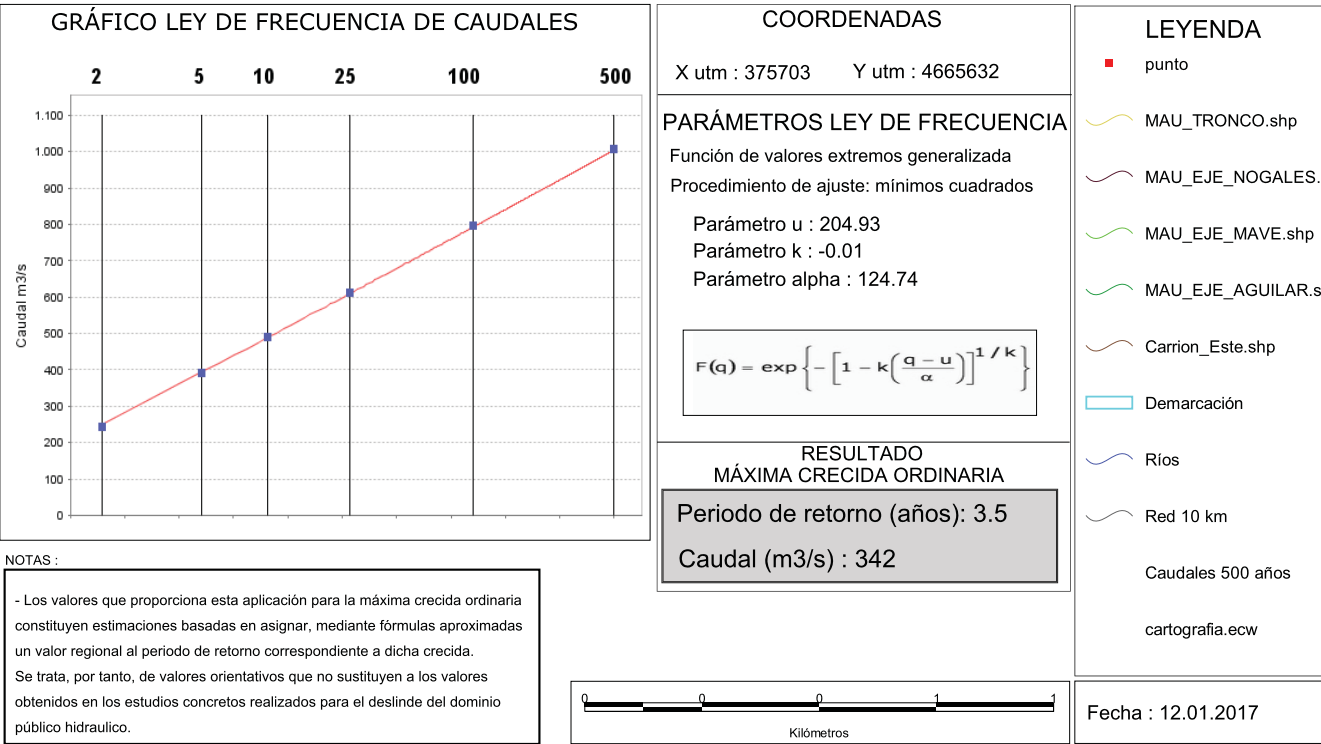 GRÁFICO LEY DE FRECUENCIA DE CAUDALES
2 5 10 25 100 500
1.100
1.000
900
800
700
600
500
400
300
200
100
0
Caudal m3/s
NOTAS :
- Los valores que proporciona esta aplicación para la máxima crecida ordinaria
constituyen estimaciones basadas en asignar, mediante fórmulas aproximadas
un valor regional al periodo de retorno correspondiente a dicha crecida.
Se trata, por tanto, de valores orientativos que no sustituyen a los valores
obtenidos en los estudios concretos realizados para el deslinde del dominio
público hidraulico.
COORDENADAS
X utm : 375703 Y utm : 4665632
PARÁMETROS LEY DE FRECUENCIA
Función de valores extremos generalizada
Procedimiento de ajuste: mínimos cuadrados
Parámetro u : 204.93
Parámetro k : -0.01
Parámetro alpha : 124.74
F(q) = exp{-[1 - k((q - u)/α)]^1/k}
RESULTADO
MÁXIMA CRECIDA ORDINARIA
Periodo de retorno (años): 3.5
Caudal (m3/s) : 342
0 0 0 1 1
Kilómetros
LEYENDA
punto
MAU_TRONCO.shp
MAU_EJE_NOGALES.
MAU_EJE_MAVE.shp
MAU_EJE_AGUILAR.s
Carrion_Este.shp
Demarcación
Ríos
Red 10 km
Caudales 500 años
cartografia.ecw
Fecha : 12.01.2017